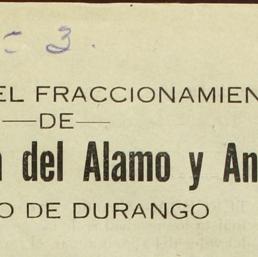 = 3.
EL FRACCIONAMIEN
—DE—
a del Alamo y An
O DE DURANGO